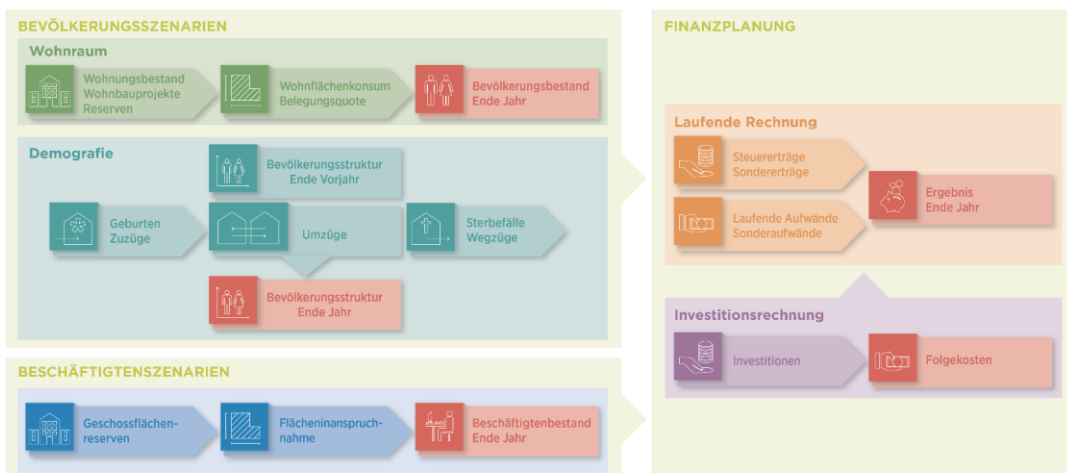 BEVÖLKERUNGSSZENARIEN
Wohnraum
Wohnungsbestand
Wohnbauprojekte
Reserven
Wohnflächenkonsum
Belegungsquote
Bevölkerungsbestand
Ende Jahr
Demografie
Bevölkerungsstruktur
Ende Vorjahr
Geburten
Zuzüge
Umzüge
Sterbefälle
Wegzüge
Bevölkerungsstruktur
Ende Jahr
BESCHÄFTIGTENSZENARIEN
Geschossflächen-
reserven
Flächeninanspruch-
nahme
Beschäftigtenbestand
Ende Jahr
FINANZPLANUNG
Laufende Rechnung
Steuererträge
Sondererträge
Laufende Aufwände
Sonderaufwände
Ergebnis
Ende Jahr
Investitionsrechnung
Investitionen
Folgekosten